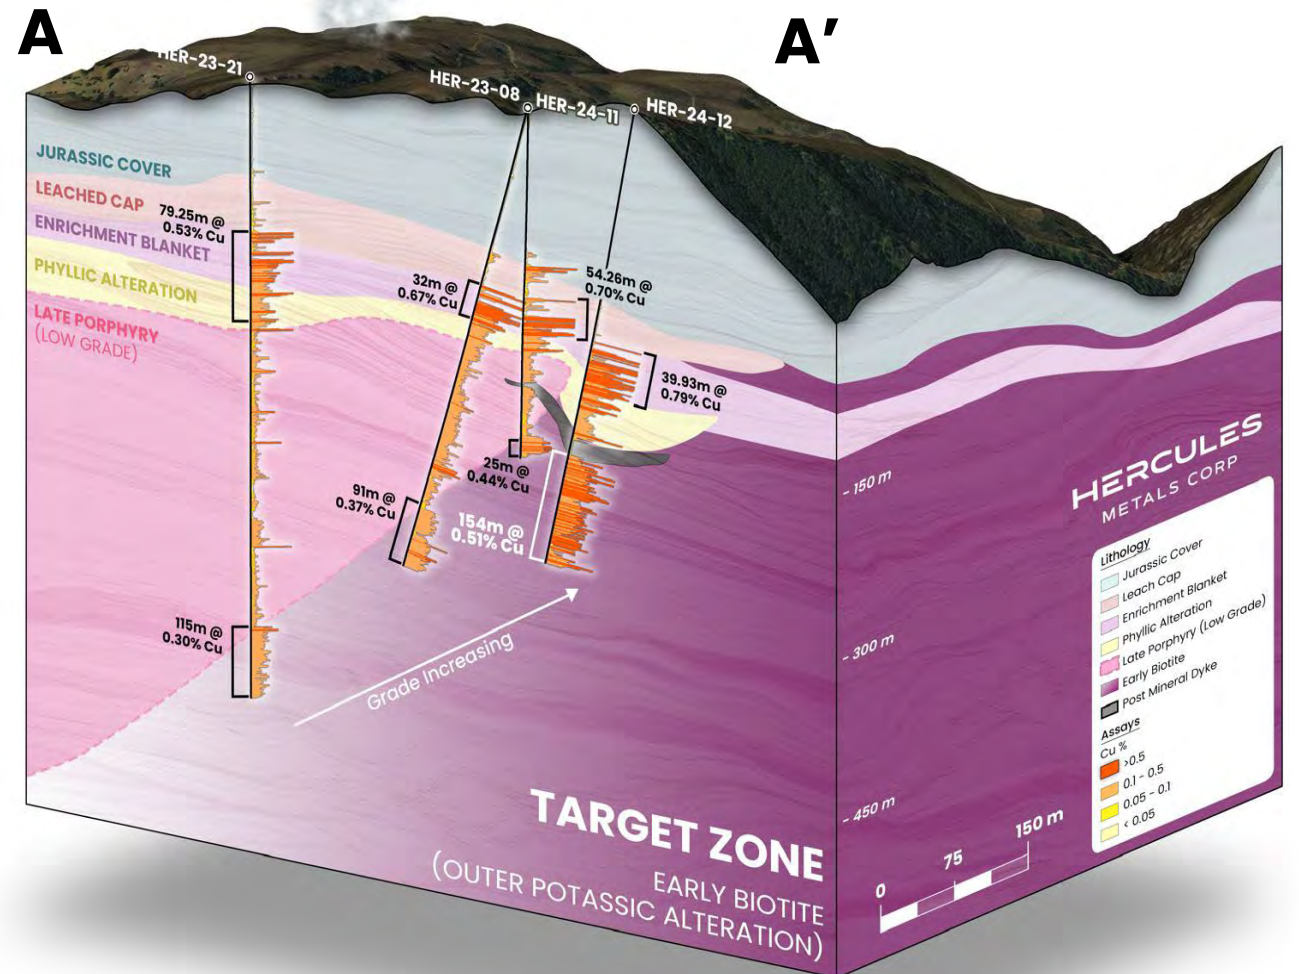 A
A′
HER-23-21
HER-23-08
HER-24-11
HER-24-12
JURASSIC COVER
LEACHED CAP
ENRICHMENT BLANKET
PHYLLIC ALTERATION
LATE PORPHYRY
(LOW GRADE)
79.25m @
0.53% Cu
32m @
0.67% Cu
54.26m @
0.70% Cu
39.93m @
0.79% Cu
25m @
0.44% Cu
91m @
0.37% Cu
154m @
0.51% Cu
115m @
0.30% Cu
Grade Increasing
TARGET ZONE
EARLY BIOTITE
(OUTER POTASSIC ALTERATION)
- 150 m
- 300 m
- 450 m
HERCULES
METALS CORP
Lithology
Jurassic Cover
Leach Cap
Enrichment Blanket
Phyllic Alteration
Late Porphyry (Low Grade)
Early Biotite
Post Mineral Dyke
Assays
Cu %
>0.5
0.1 - 0.5
0.05 - 0.1
< 0.05
0
75
150 m